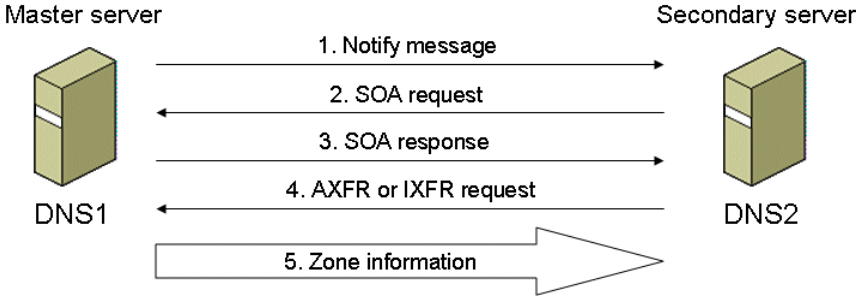 Master server
Secondary server
1. Notify message
2. SOA request
3. SOA response
4. AXFR or IXFR request
DNS1
DNS2
5. Zone information